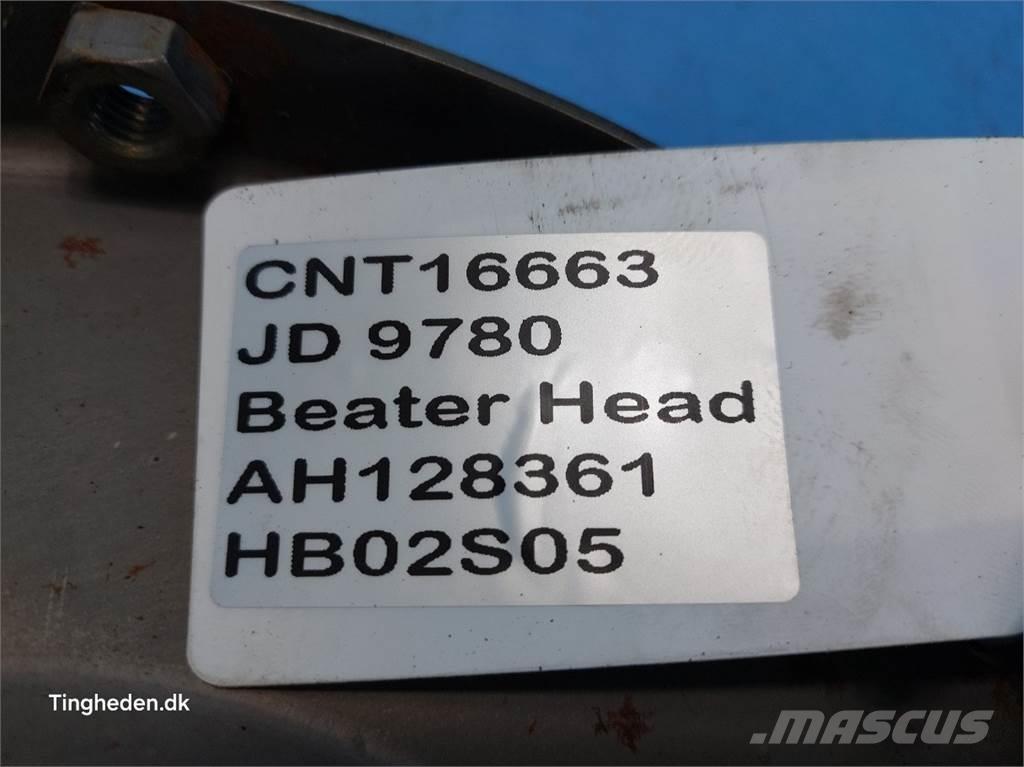 CNT16663
JD 9780
Beater Head
AH128361
HB02S05
Tingheden.dk
MASCUS